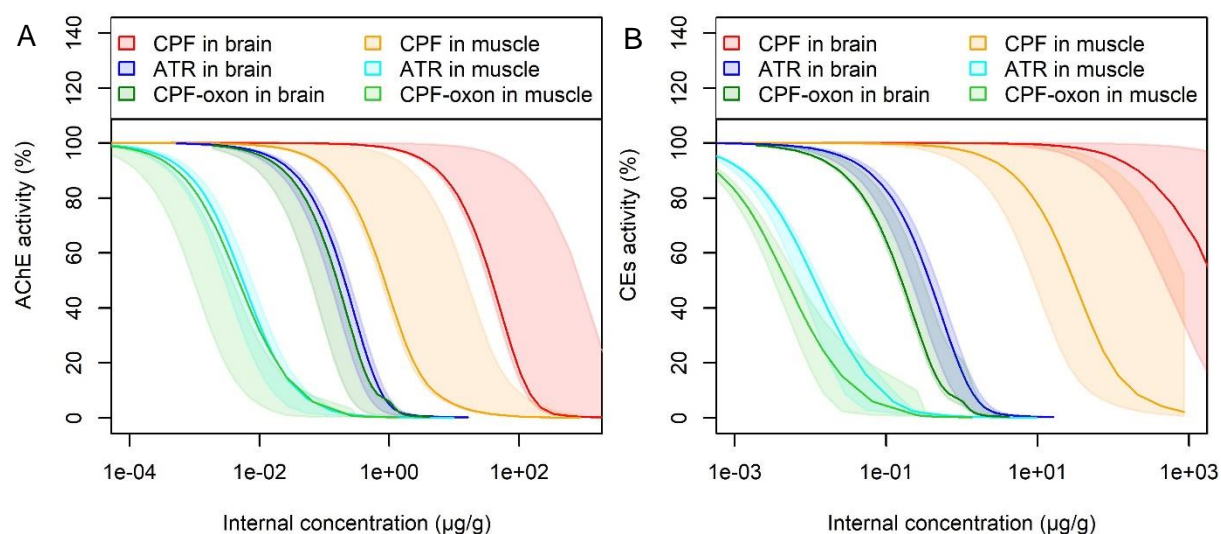 A
CPF in brain CPF in muscle
ATR in brain ATR in muscle
CPF-oxon in brain CPF-oxon in muscle
AChE activity (%)
140
120
100
80
60
40
20
0
1e-04 1e-02 1e+00 1e+02
Internal concentration (µg/g)
B
CPF in brain CPF in muscle
ATR in brain ATR in muscle
CPF-oxon in brain CPF-oxon in muscle
CEs activity (%)
140
120
100
80
60
40
20
0
1e-03 1e-01 1e+01 1e+03
Internal concentration (µg/g)